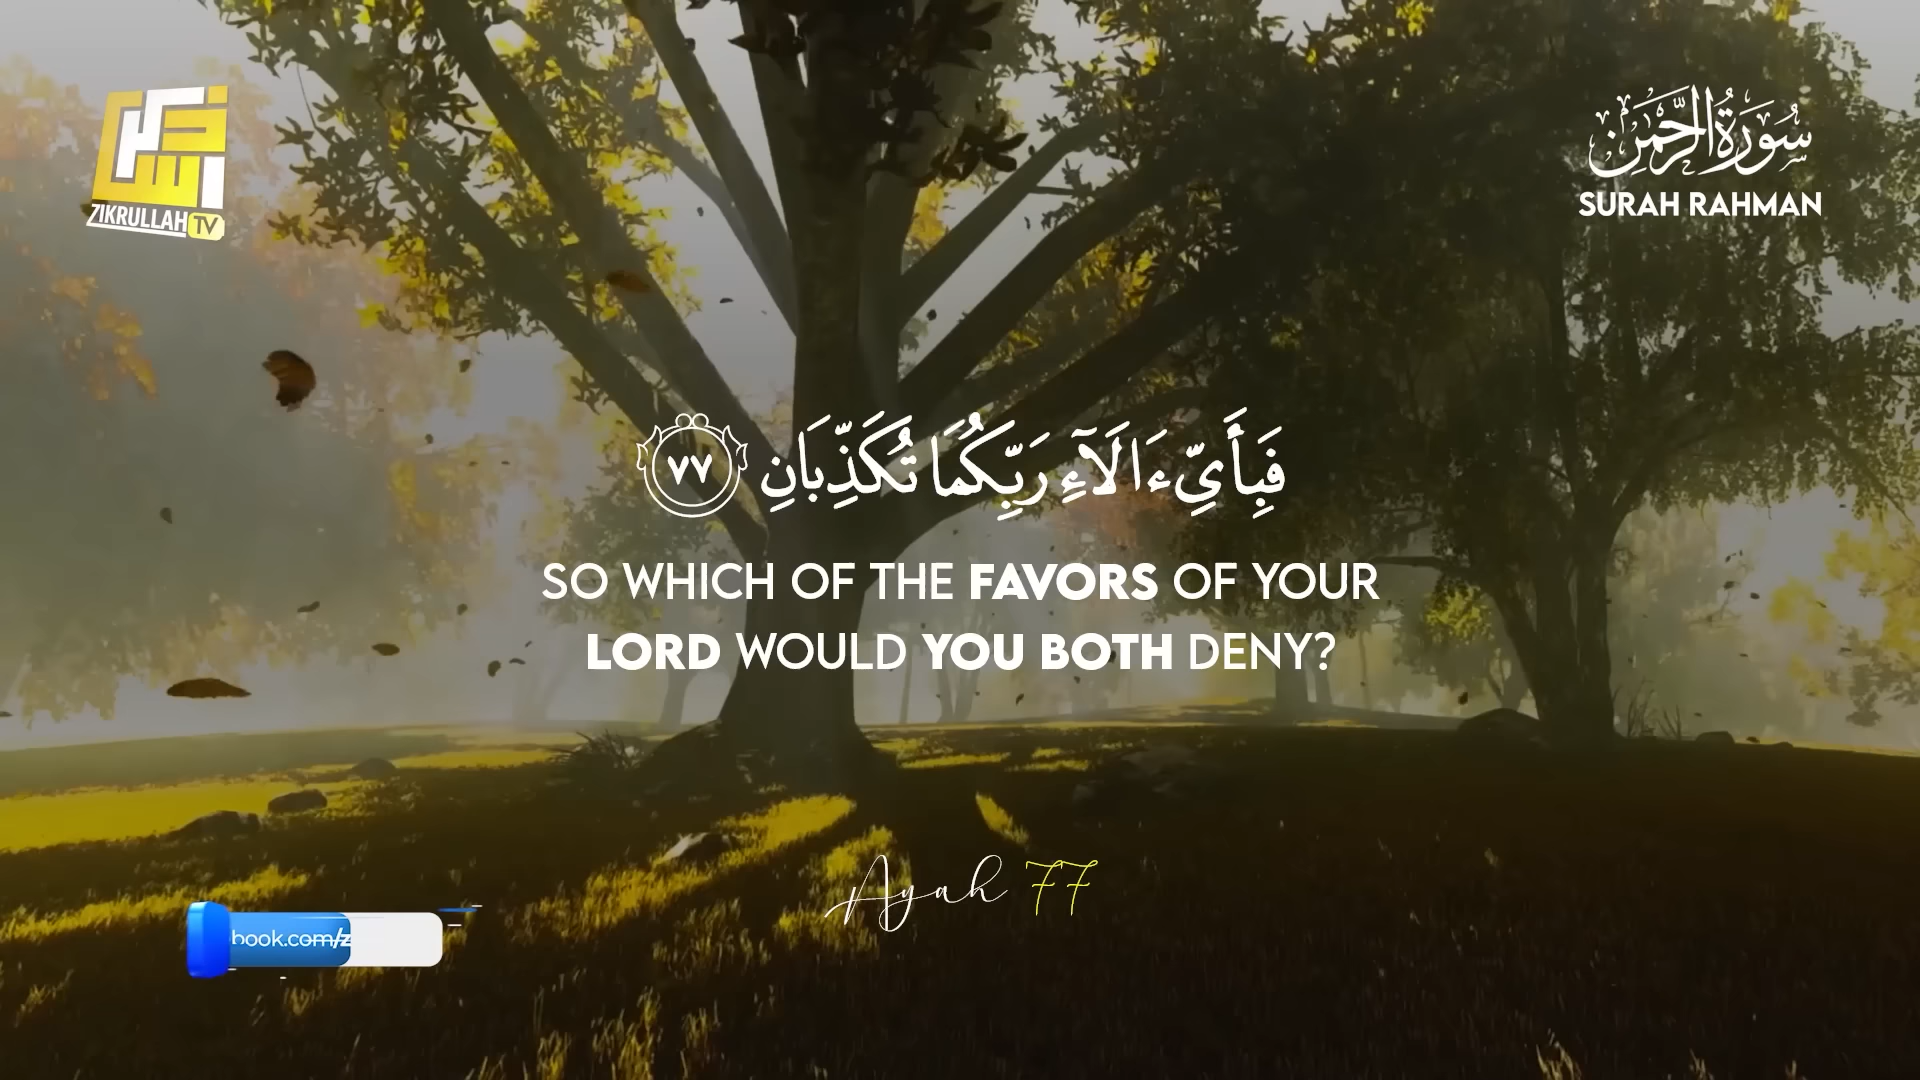 ZIKRULLAH TV
سُورَةُ الرَّحْمَٰن
SURAH RAHMAN
فَبِأَيِّ ءَالَآءِ رَبِّكُمَا تُكَذِّبَانِ ٧٧
SO WHICH OF THE FAVORS OF YOUR
LORD WOULD YOU BOTH DENY?
Ayah 77
book.com/z